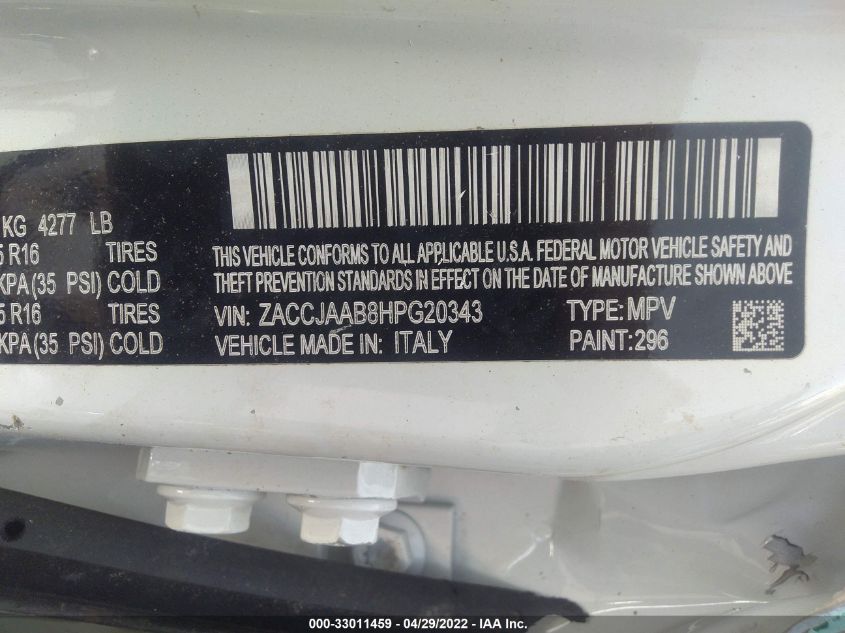 KG 4277 LB
5 R16 TIRES
KPA (35 PSI) COLD
5 R16 TIRES
KPA (35 PSI) COLD
THIS VEHICLE CONFORMS TO ALL APPLICABLE U.S.A. FEDERAL MOTOR VEHICLE SAFETY AND
THEFT PREVENTION STANDARDS IN EFFECT ON THE DATE OF MANUFACTURE SHOWN ABOVE
VIN: ZACCJAAB8HPG20343 TYPE: MPV
VEHICLE MADE IN: ITALY PAINT: 296
000-33011459 - 04/29/2022 - IAA Inc.